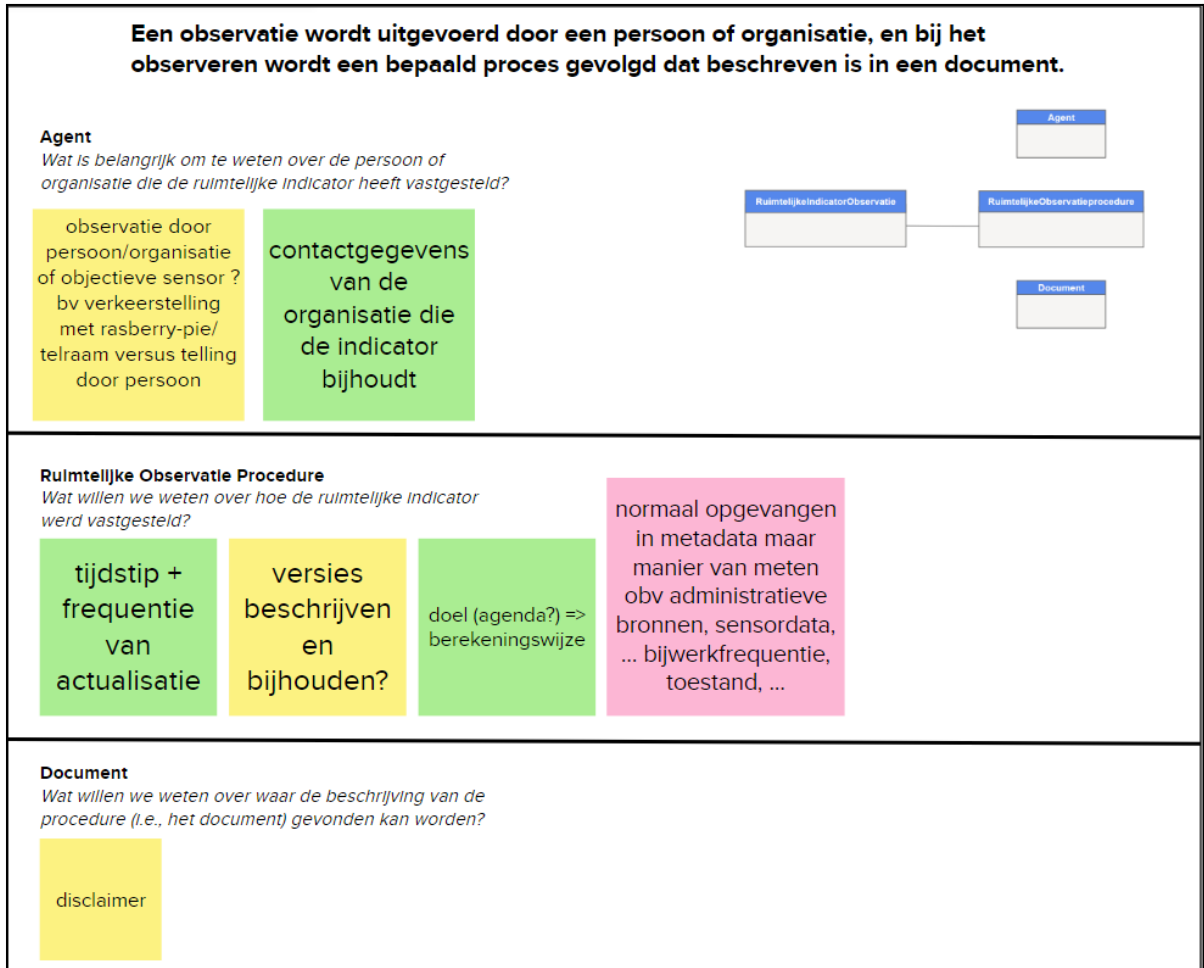 Een observatie wordt uitgevoerd door een persoon of organisatie, en bij het
observeren wordt een bepaald proces gevolgd dat beschreven is in een document.
Agent
Wat is belangrijk om te weten over de persoon of
organisatie die de ruimtelijke indicator heeft vastgesteld?
observatie door
persoon/organisatie
of objectieve sensor ?
bv verkeerstelling
met rasberry-pie/
telraam versus telling
door persoon
contactgegevens
van de
organisatie die
de indicator
bijhoudt
Agent
RuimtelijkeIndicatorObservatie
RuimtelijkeObservatieprocedure
Document
Ruimtelijke Observatie Procedure
Wat willen we weten over hoe de ruimtelijke indicator
werd vastgesteld?
tijdstip +
frequentie
van
actualisatie
versies
beschrijven
en
bijhouden?
doel (agenda?) =>
berekeningswijze
normaal opgevangen
in metadata maar
manier van meten
obv administratieve
bronnen, sensordata,
... bijwerkfrequentie,
toestand, ...
Document
Wat willen we weten over waar de beschrijving van de
procedure (i.e., het document) gevonden kan worden?
disclaimer